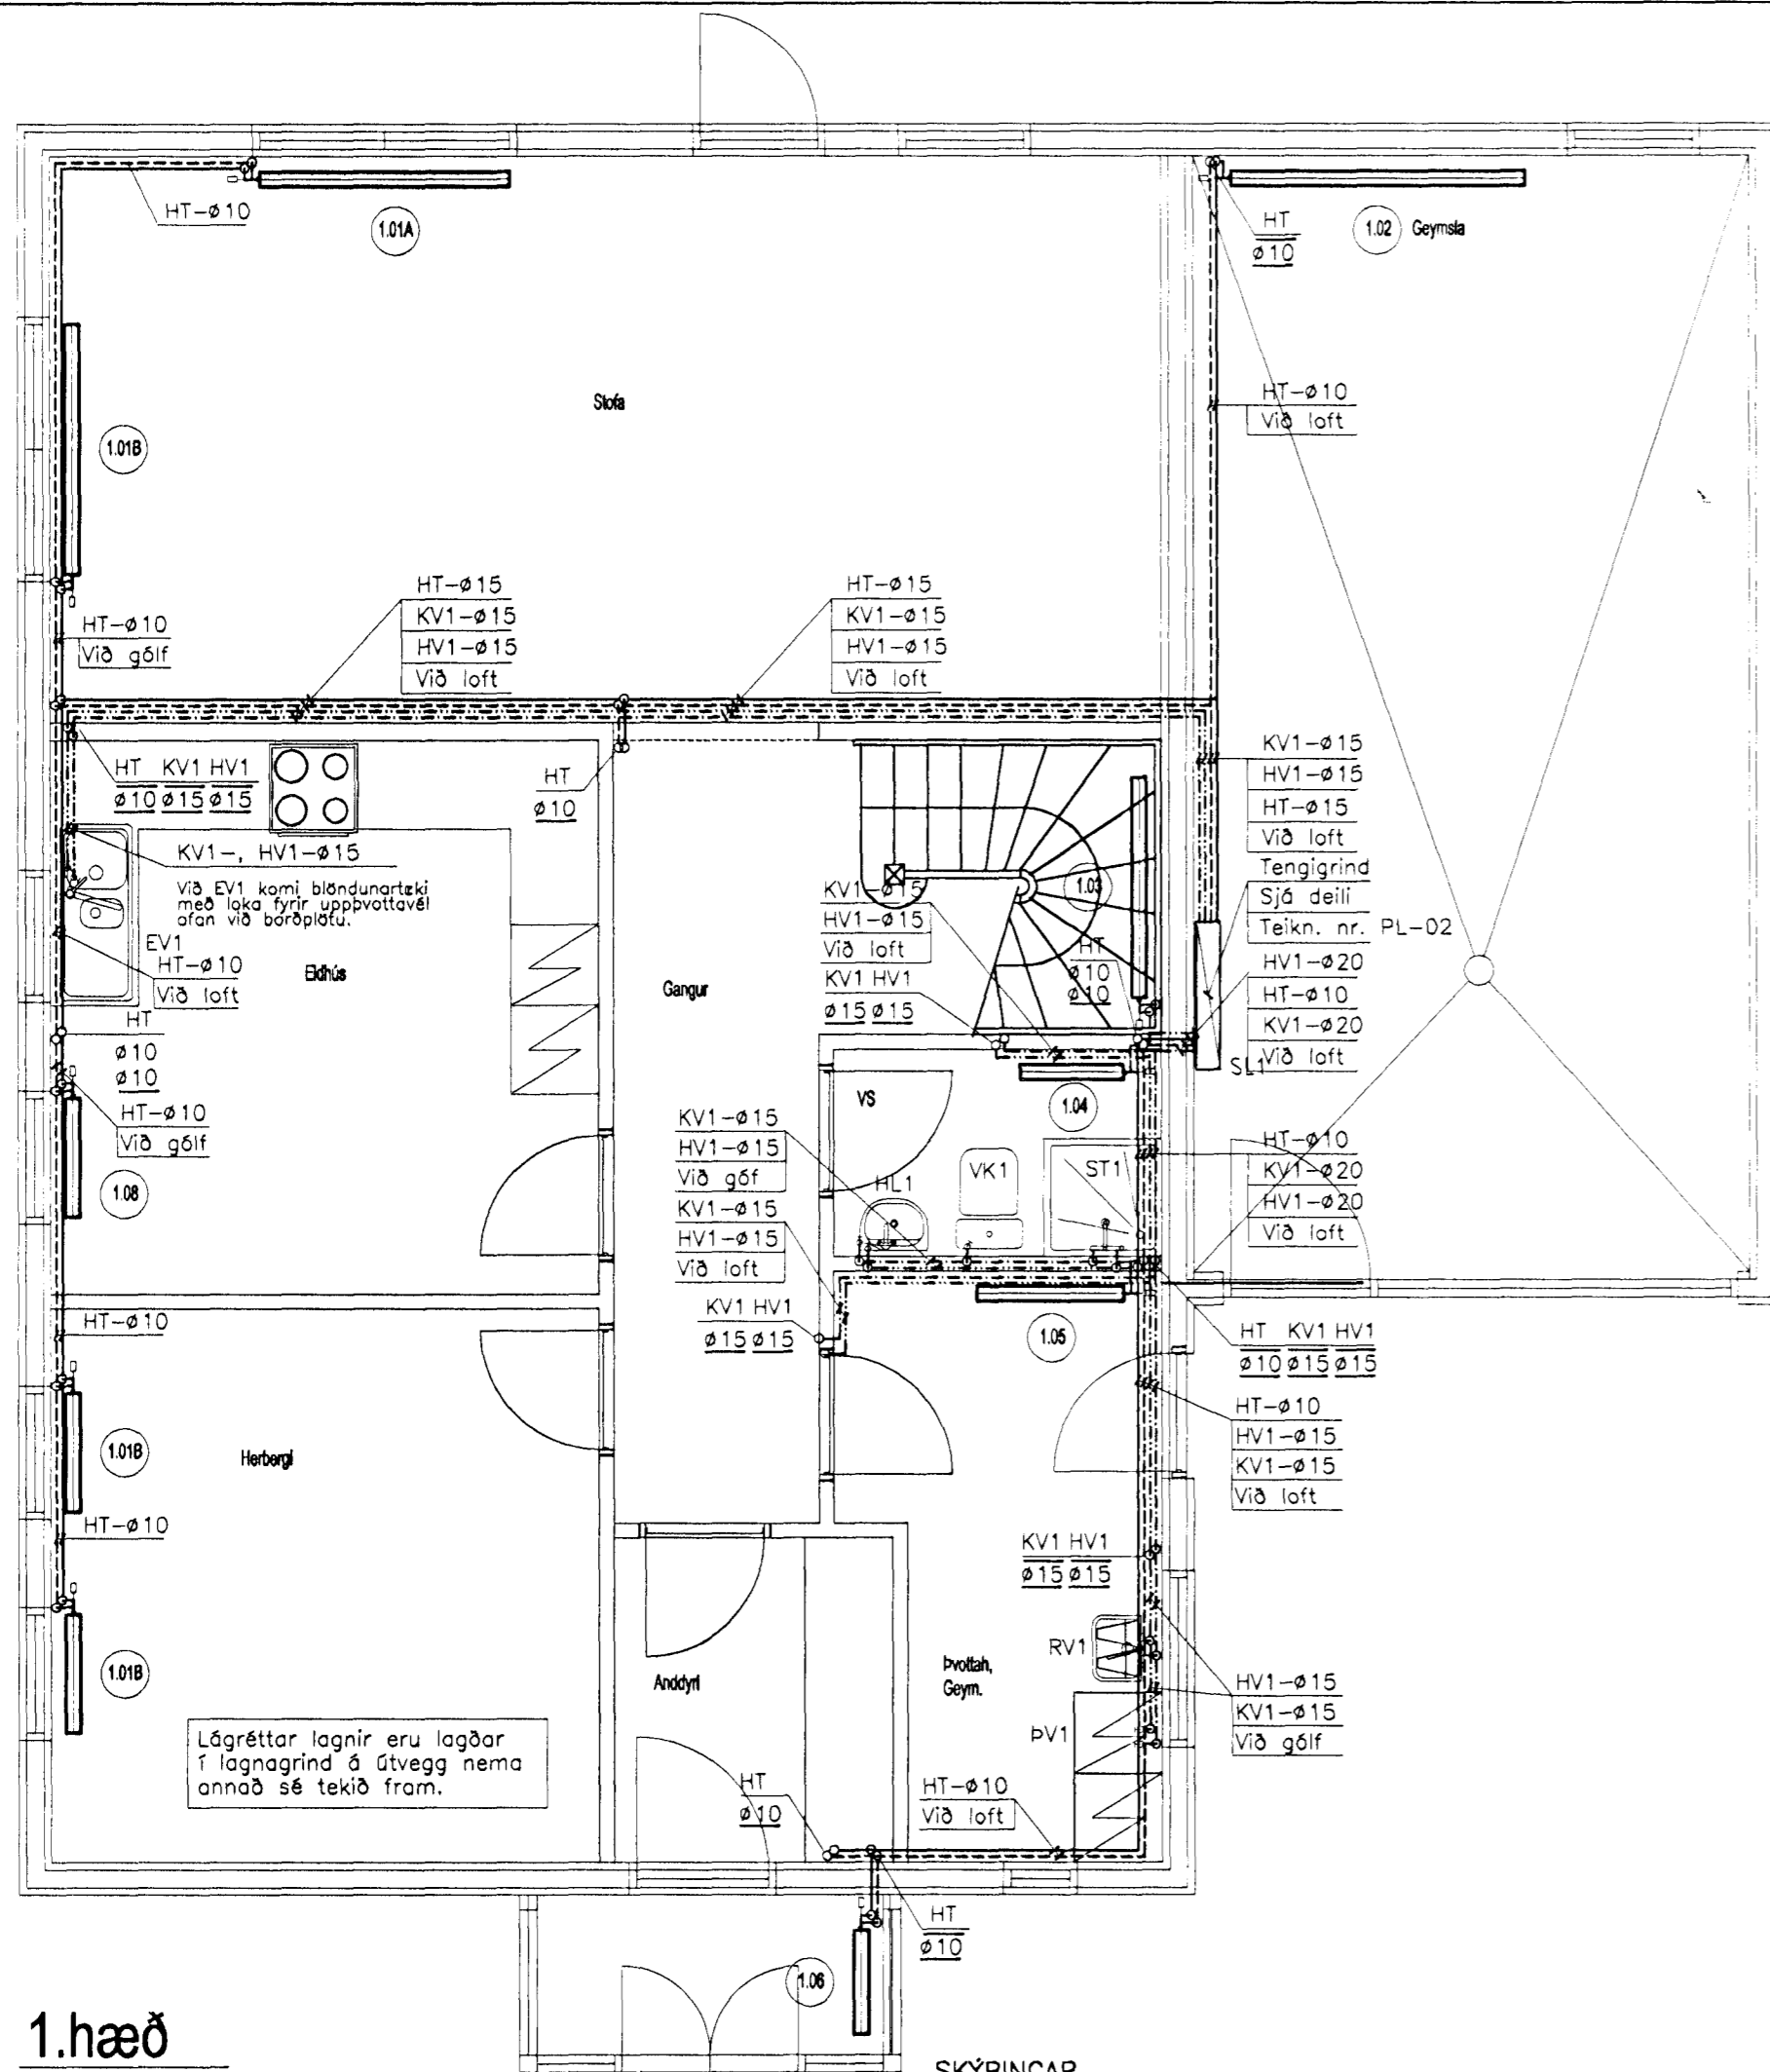 HT-ø10
1.01A
HT
ø10
1.02 Geymsla
Stofa
HT-ø10
Við loft
1.01B
HT-ø10
Við gólf
HT-ø15
KV1-ø15
HV1-ø15
Við loft
HT-ø15
KV1-ø15
HV1-ø15
Við loft
HT KV1 HV1
ø10 ø15 ø15
HT
ø10
KV1-ø15
HV1-ø15
HT-ø15
Við loft
Tengigrind
Sjá deili
Teikn. nr. PL-02
HV1-ø20
HT-ø10
KV1-ø20
Við loft
SL1
KV1-, HV1-ø15
Við EV1 komi blöndunartæki
með loka fyrir uppþvottavél
ofan við borðplötu.
EV1
HT-ø10
Við loft
Eldhús
Gangur
KV1-ø15
HV1-ø15
Við loft
KV1 HV1
ø15 ø15
1.03
HT
ø10
ø10
HT
ø10
ø10
HT-ø10
Við gólf
1.08
VS
1.04
KV1-ø15
HV1-ø15
Við góf
KV1-ø15
HV1-ø15
Við loft
HL1
VK1
ST1
HT-ø10
KV1-ø20
HV1-ø20
Við loft
KV1 HV1
ø15 ø15
1.05
HT KV1 HV1
ø10 ø15 ø15
HT-ø10
HV1-ø15
KV1-ø15
Við loft
HT-ø10
1.01B
Herbergi
HT-ø10
1.01B
KV1 HV1
ø15 ø15
RV1
Anddyri
Þvottah,
Geym.
ÞV1
HV1-ø15
KV1-ø15
Við gólf
Lágréttar lagnir eru lagðar
í lagnagrind á útvegg nema
annað sé tekið fram.
HT
ø10
HT-ø10
Við loft
HT
ø10
1.06
1.hæð
SKÝRINGAR